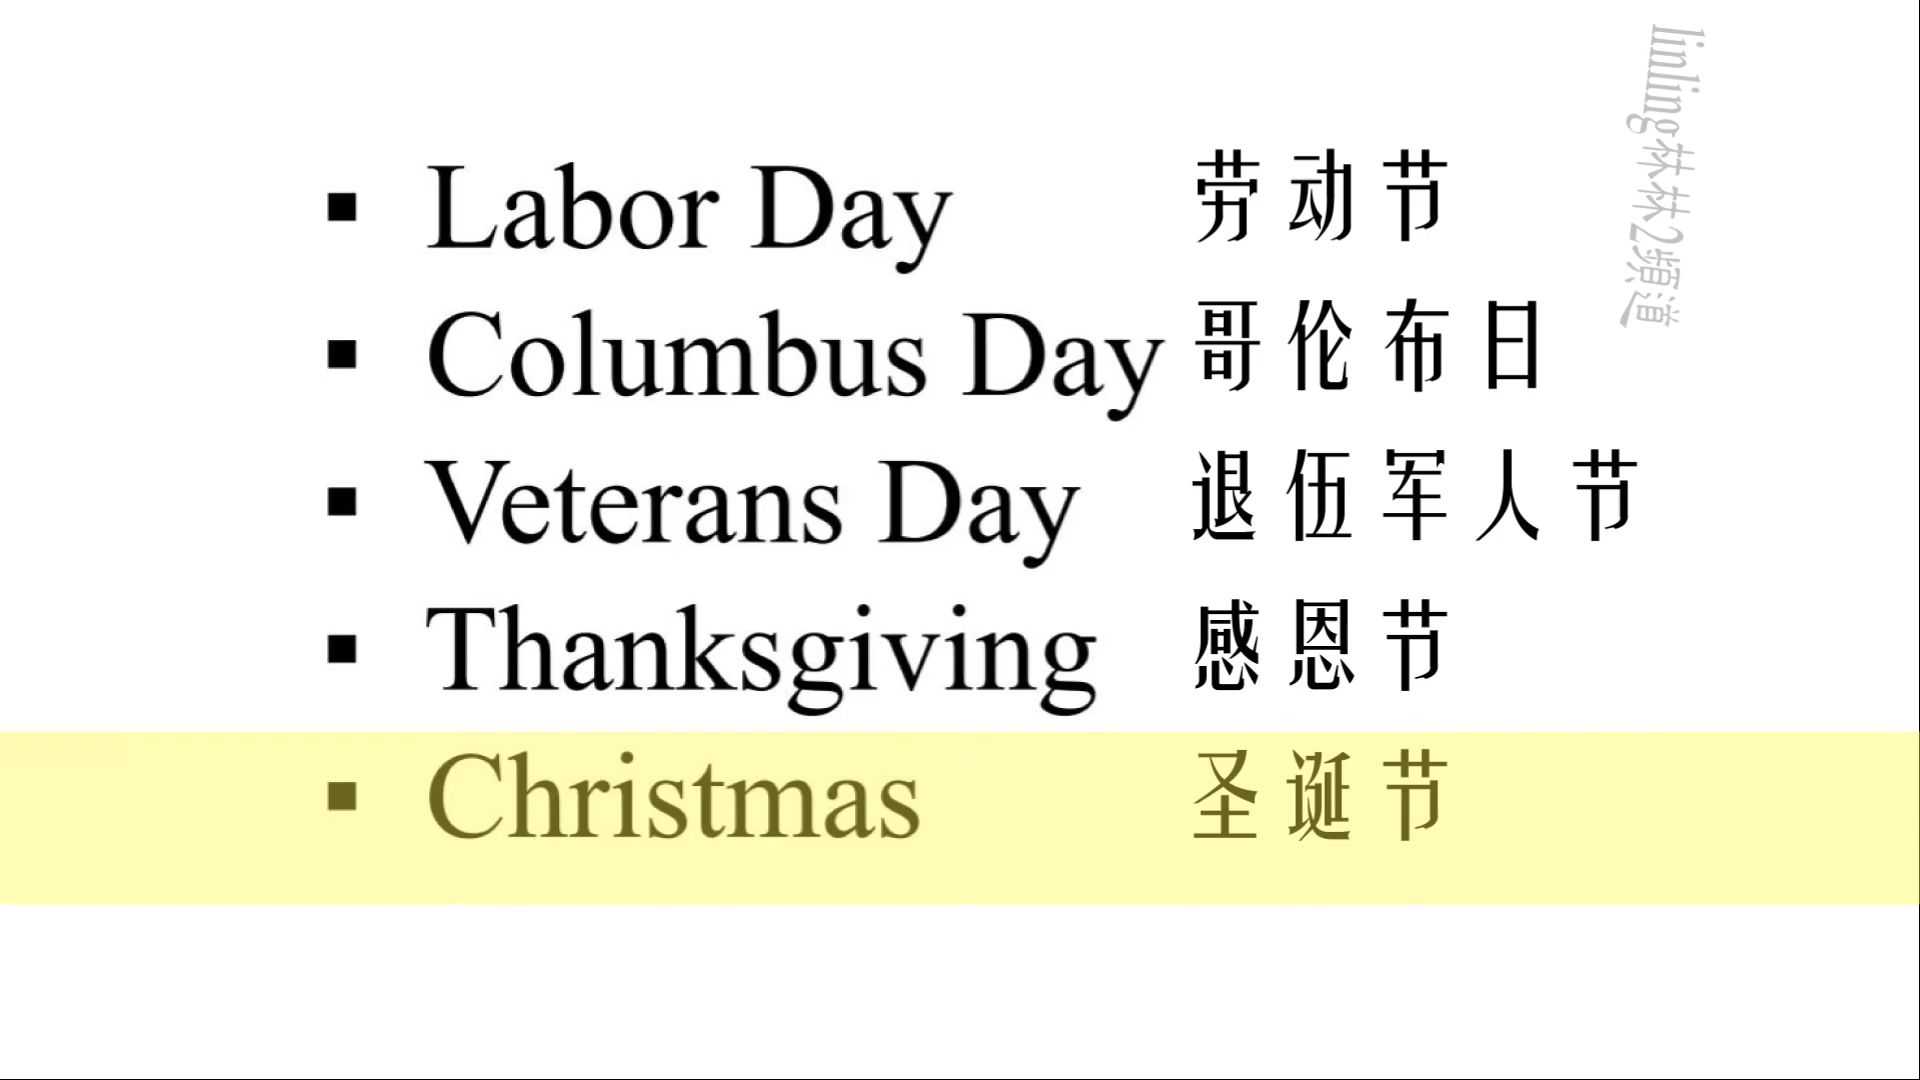 ▪ Labor Day 劳动节
▪ Columbus Day 哥伦布日
▪ Veterans Day 退伍军人节
▪ Thanksgiving 感恩节
▪ Christmas 圣诞节
linling林林2頻道